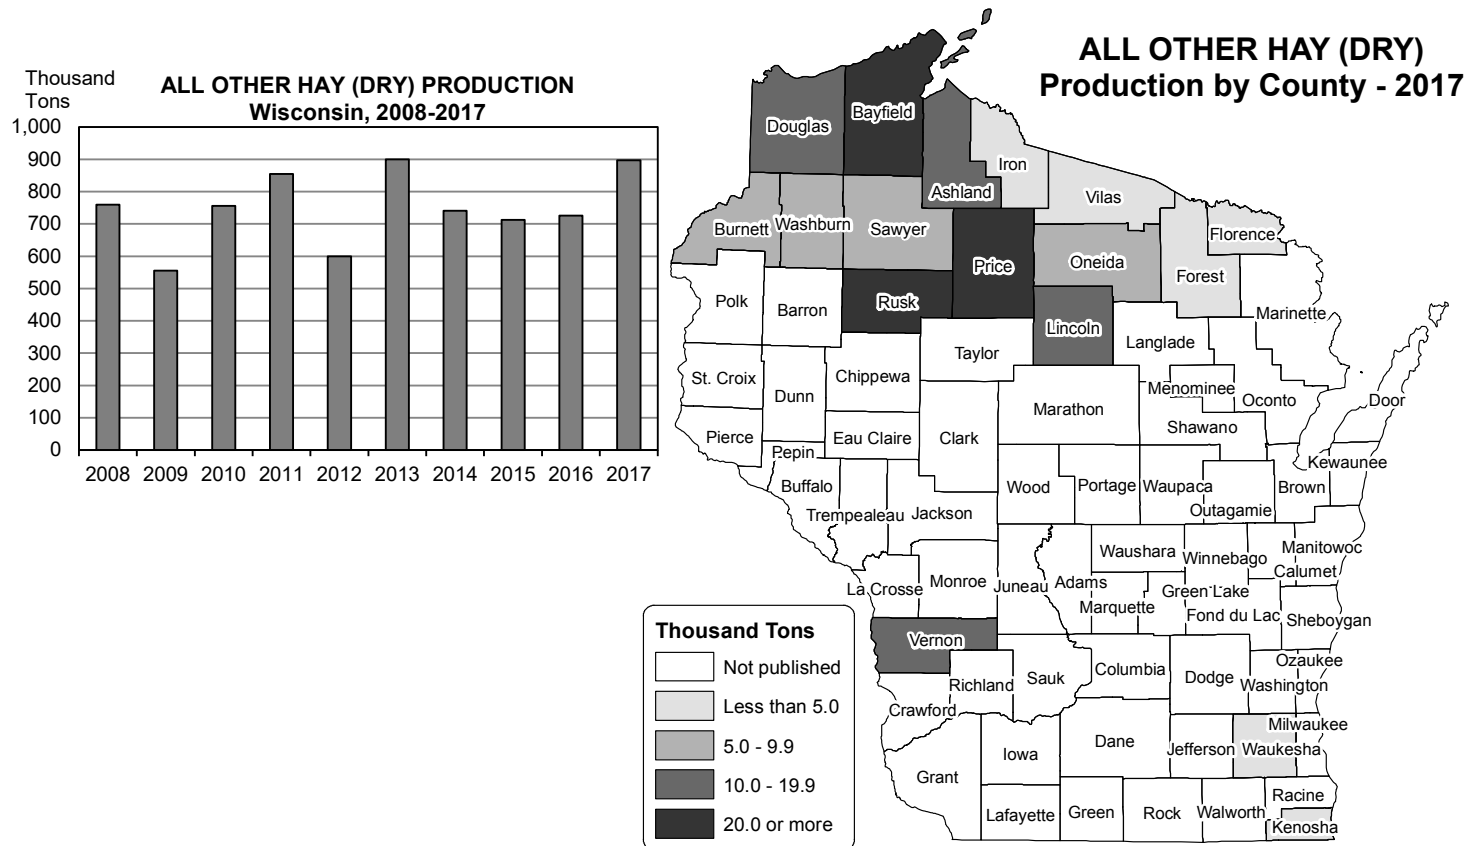 ALL OTHER HAY (DRY)
Production by County - 2017
Thousand
Tons
ALL OTHER HAY (DRY) PRODUCTION
Wisconsin, 2008-2017
1,000
900
800
700
600
500
400
300
200
100
0
2008 2009 2010 2011 2012 2013 2014 2015 2016 2017
Douglas
Bayfield
Ashland
Iron
Vilas
Burnett
Washburn
Sawyer
Price
Oneida
Forest
Florence
Polk
Barron
Rusk
Lincoln
Langlade
Marinette
Taylor
St. Croix
Dunn
Chippewa
Marathon
Menominee
Oconto
Door
Shawano
Pierce
Pepin
Eau Claire
Clark
Buffalo
Trempealeau
Jackson
Wood
Portage
Waupaca
Outagamie
Brown
Kewaunee
La Crosse
Monroe
Juneau
Adams
Waushara
Winnebago
Manitowoc
Calumet
Marquette
Green Lake
Fond du Lac
Sheboygan
Vernon
Richland
Sauk
Columbia
Dodge
Ozaukee
Washington
Crawford
Grant
Iowa
Dane
Jefferson
Waukesha
Milwaukee
Lafayette
Green
Rock
Walworth
Racine
Kenosha
Thousand Tons
Not published
Less than 5.0
5.0 - 9.9
10.0 - 19.9
20.0 or more